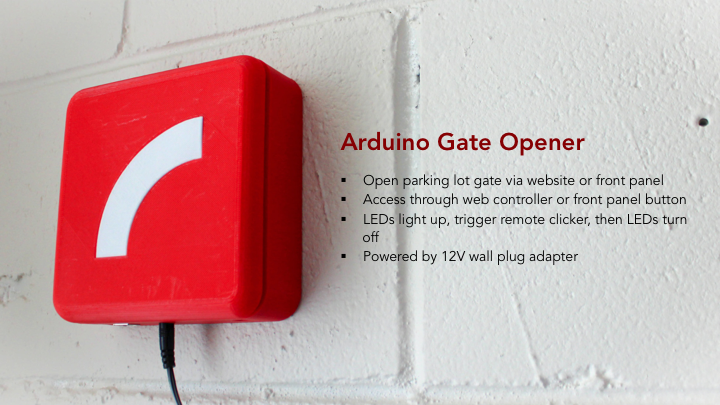 Arduino Gate Opener
▪ Open parking lot gate via website or front panel
▪ Access through web controller or front panel button
▪ LEDs light up, trigger remote clicker, then LEDs turn
off
▪ Powered by 12V wall plug adapter